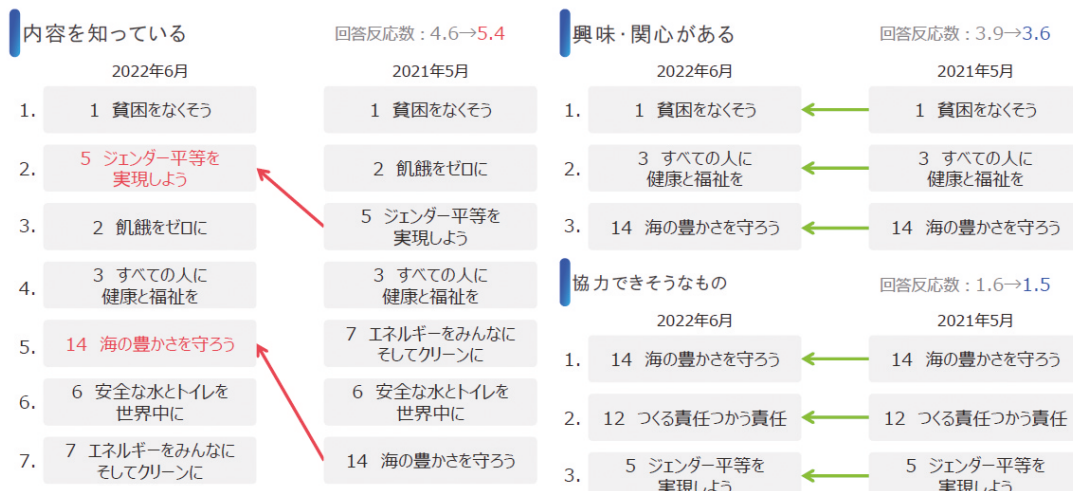 内容を知っている
回答反応数：4.6→5.4
2022年6月
2021年5月
1.
1 貧困をなくそう
1 貧困をなくそう
2.
5 ジェンダー平等を
実現しよう
2 飢餓をゼロに
3.
2 飢餓をゼロに
5 ジェンダー平等を
実現しよう
4.
3 すべての人に
健康と福祉を
3 すべての人に
健康と福祉を
5.
14 海の豊かさを守ろう
7 エネルギーをみんなに
そしてクリーンに
6.
6 安全な水とトイレを
世界中に
6 安全な水とトイレを
世界中に
7.
7 エネルギーをみんなに
そしてクリーンに
14 海の豊かさを守ろう
興味・関心がある
回答反応数：3.9→3.6
2022年6月
2021年5月
1.
1 貧困をなくそう
1 貧困をなくそう
2.
3 すべての人に
健康と福祉を
3 すべての人に
健康と福祉を
3.
14 海の豊かさを守ろう
14 海の豊かさを守ろう
協力できそうなもの
回答反応数：1.6→1.5
2022年6月
2021年5月
1.
14 海の豊かさを守ろう
14 海の豊かさを守ろう
2.
12 つくる責任つかう責任
12 つくる責任つかう責任
3.
5 ジェンダー平等を
実現しよう
5 ジェンダー平等を
実現しよう